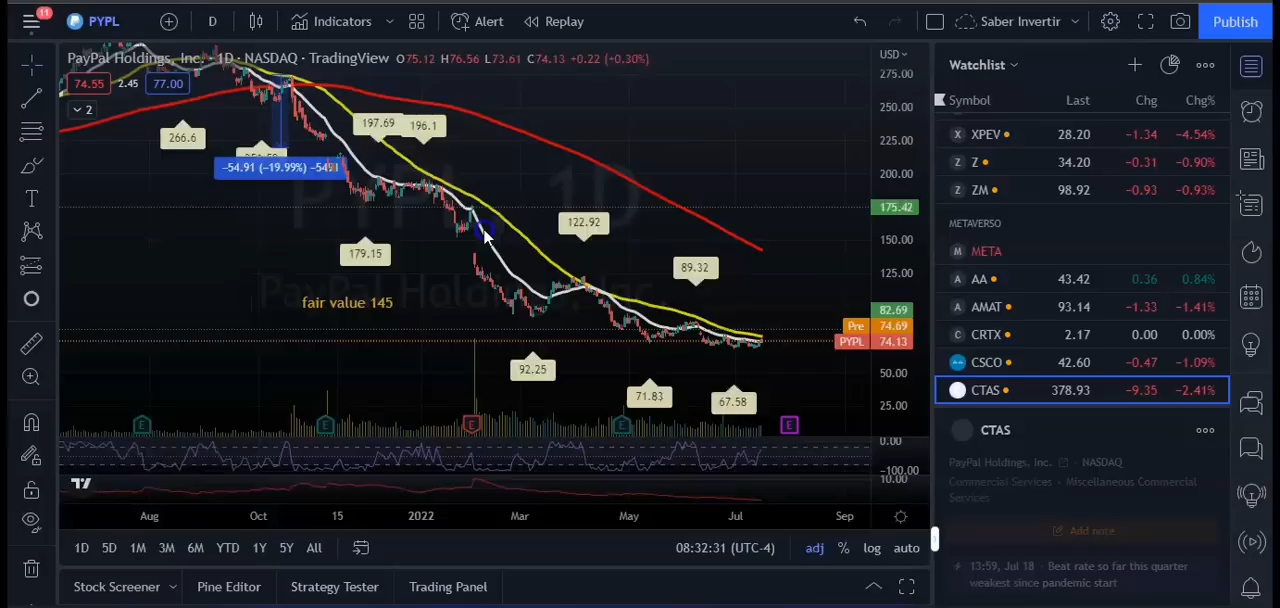 11
PYPL
D
Indicators
Alert
Replay
Saber Invertir
Publish
PayPal Holdings, Inc. · 1D · NASDAQ · TradingView O75.12 H76.56 L73.61 C74.13 +0.22 (+0.30%)
74.55 2.45 77.00
2
USD
275.00
250.00
225.00
200.00
175.42
150.00
125.00
82.69
Pre 74.69
PYPL 74.13
50.00
25.00
0.00
−100.00
10.00
266.6
−54.91 (−19.99%)
197.69
196.1
179.15
122.92
89.32
92.25
71.83
67.58
fair value 145
PYPL, 1D
PayPal Holdings, Inc.
E
E
E
E
E
Aug Oct 15 2022 Mar May Jul Sep
1D 5D 1M 3M 6M YTD 1Y 5Y All
08:32:31 (UTC-4) adj % log auto
Stock Screener Pine Editor Strategy Tester Trading Panel
Watchlist
Symbol Last Chg Chg%
X XPEV 28.20 −1.34 −4.54%
Z Z 34.20 −0.31 −0.90%
Z ZM 98.92 −0.93 −0.93%
METAVERSO
M META
A AA 43.42 0.36 0.84%
A AMAT 93.14 −1.33 −1.41%
C CRTX 2.17 0.00 0.00%
CSCO 42.60 −0.47 −1.09%
CTAS 378.93 −9.35 −2.41%
CTAS
PayPal Holdings, Inc. · NASDAQ
Commercial Services · Miscellaneous Commercial
Services
Add note
13:59, Jul 18 · Beat rate so far this quarter
weakest since pandemic start